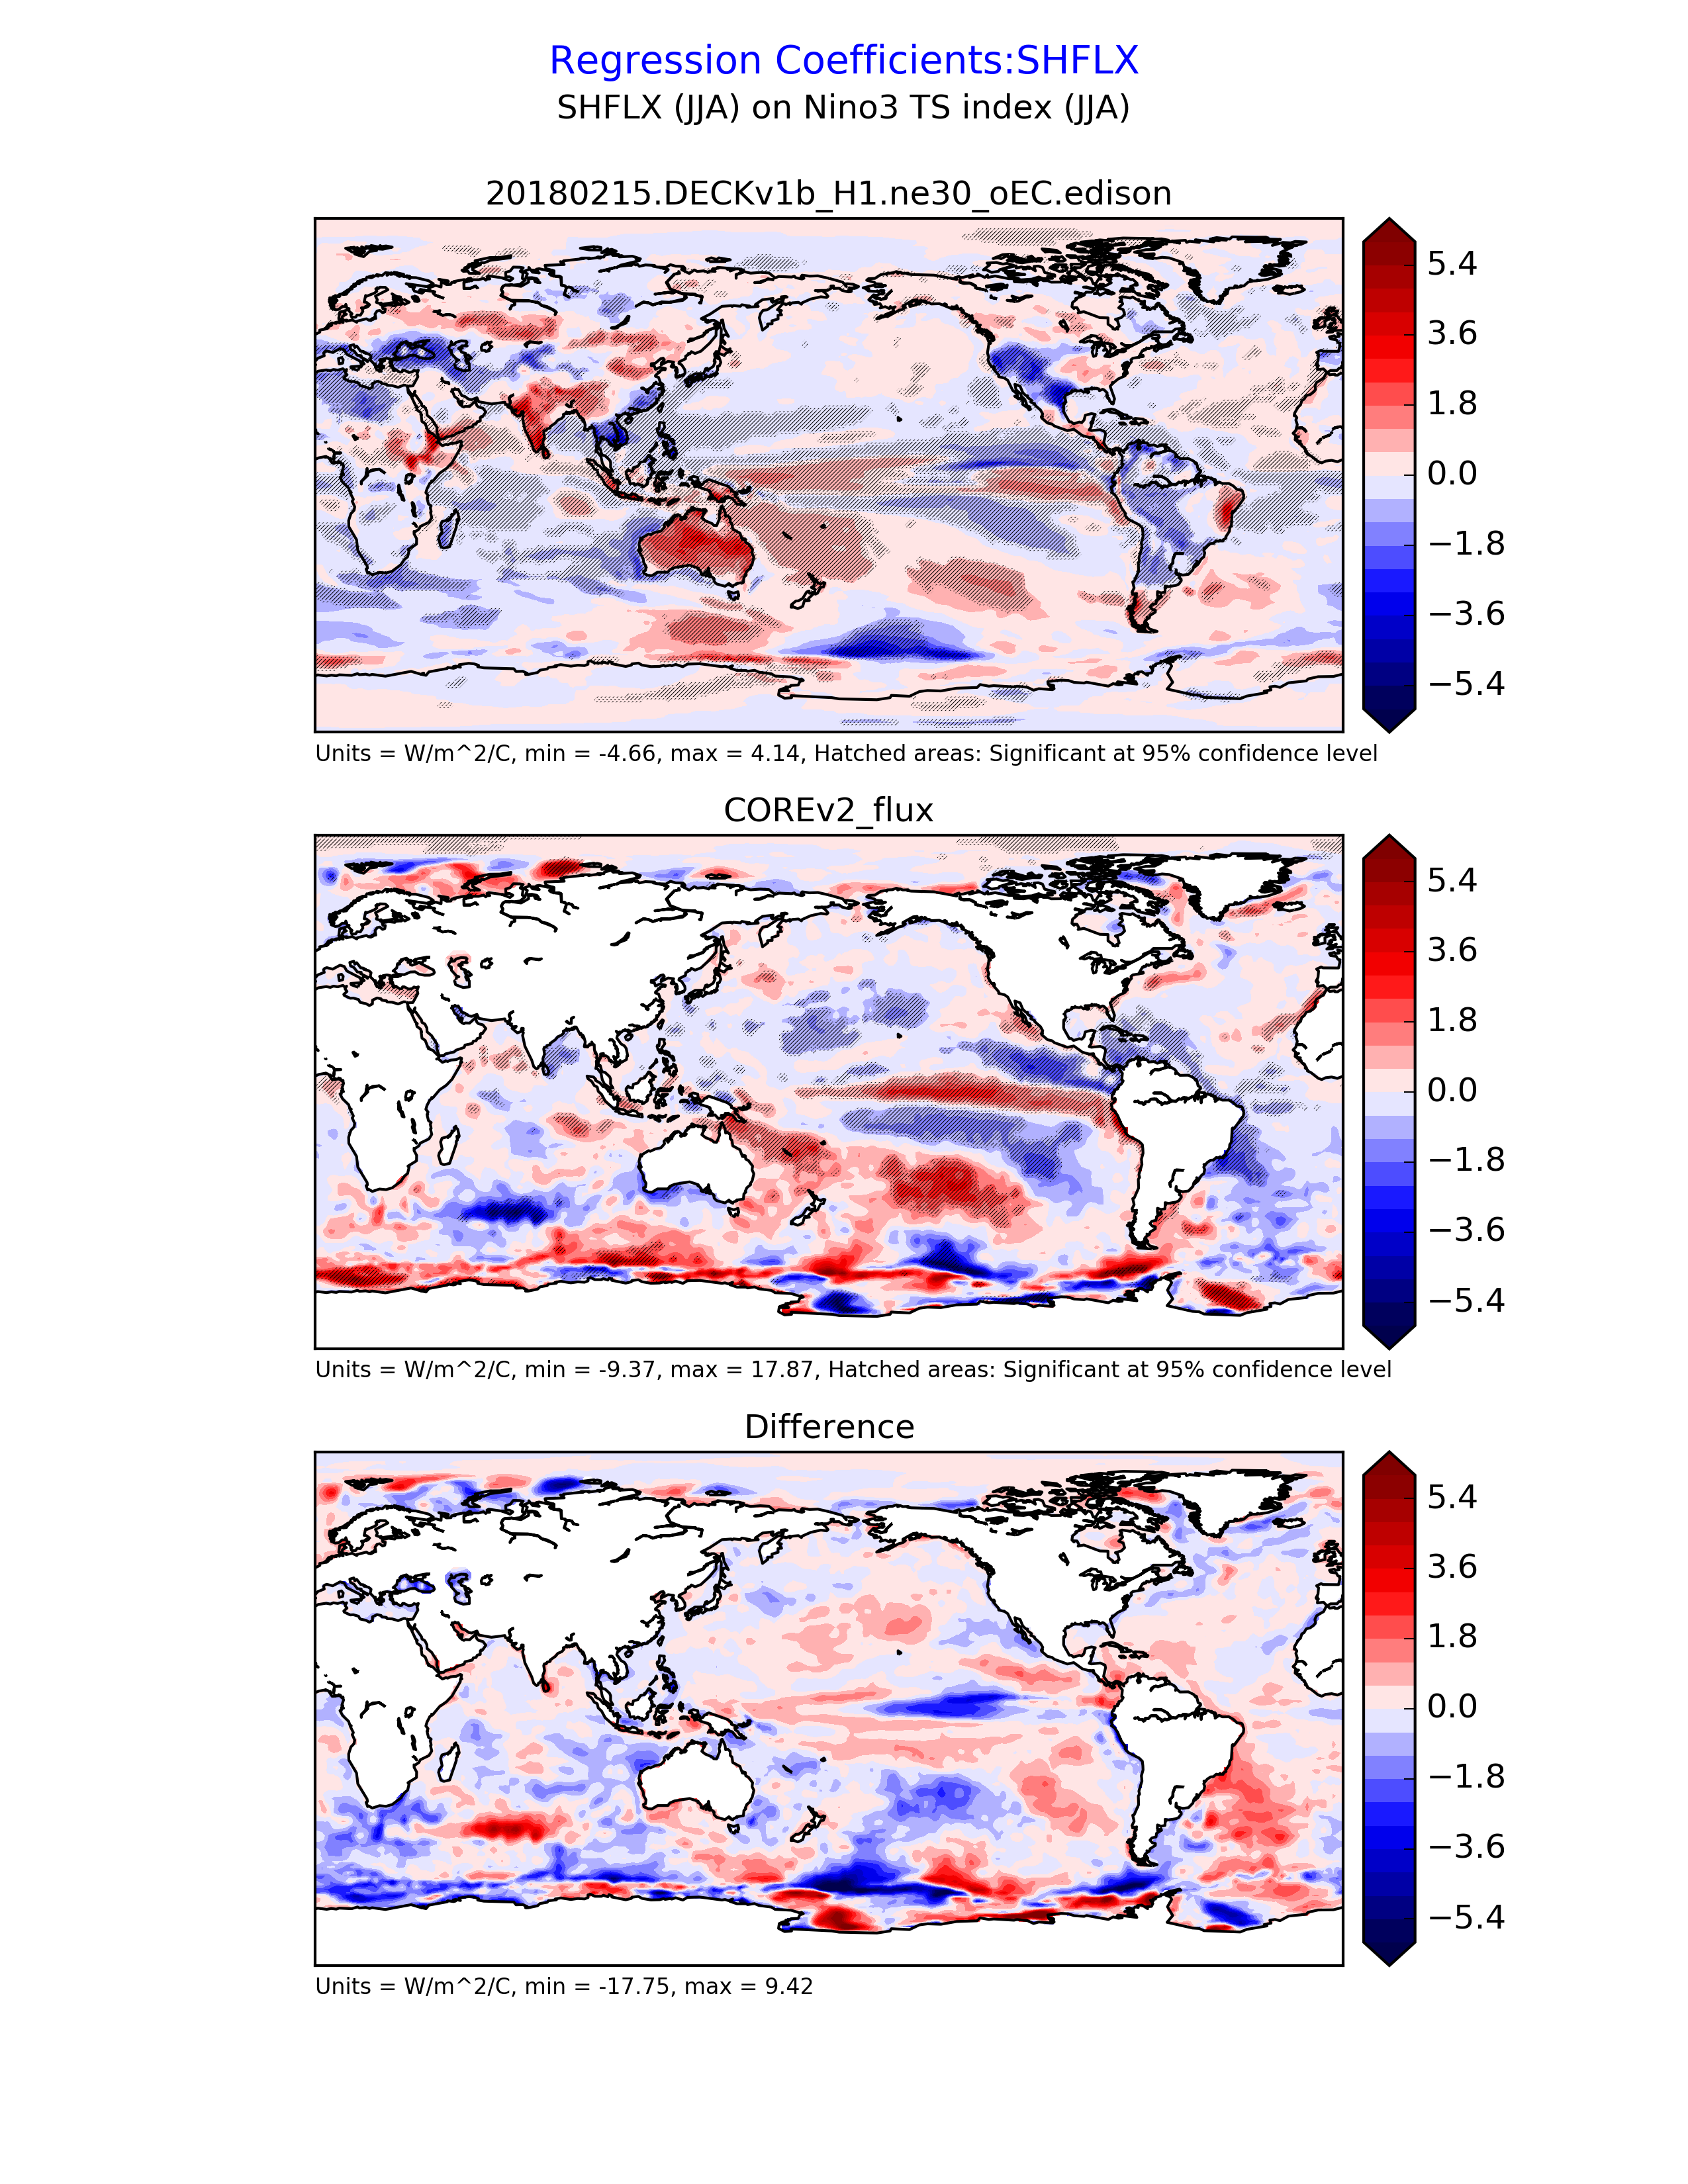 Regression Coefficients:SHFLX
SHFLX (JJA) on Nino3 TS index (JJA)
20180215.DECKv1b_H1.ne30_oEC.edison
5.4
3.6
1.8
0.0
−1.8
−3.6
−5.4
Units = W/m^2/C, min = -4.66, max = 4.14, Hatched areas: Significant at 95% confidence level
COREv2_flux
5.4
3.6
1.8
0.0
−1.8
−3.6
−5.4
Units = W/m^2/C, min = -9.37, max = 17.87, Hatched areas: Significant at 95% confidence level
Difference
5.4
3.6
1.8
0.0
−1.8
−3.6
−5.4
Units = W/m^2/C, min = -17.75, max = 9.42